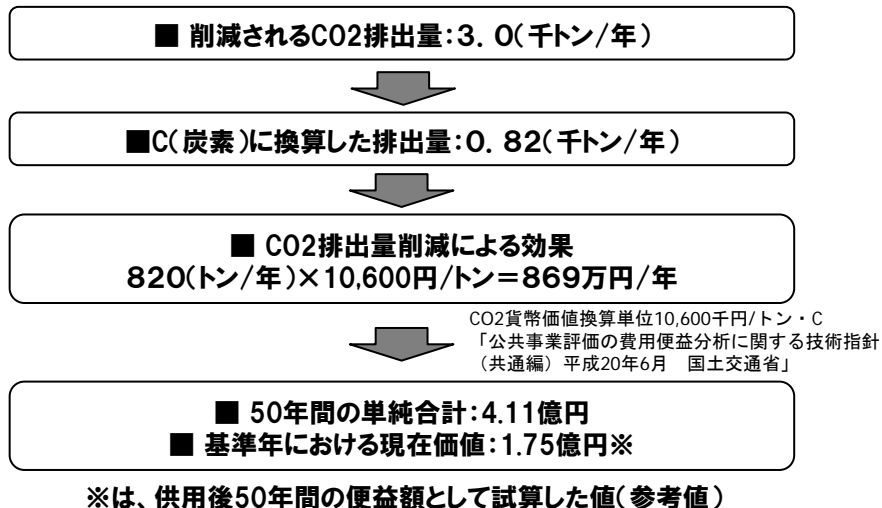 ■ 削減されるCO2排出量:3.0(千トン/年)
■C(炭素)に換算した排出量:0.82(千トン/年)
■ CO2排出量削減による効果
820(トン/年)×10,600円/トン=869万円/年
CO2貨幣価値換算単位10,600千円/トン・C
「公共事業評価の費用便益分析に関する技術指針
(共通編)平成20年6月 国土交通省」
■ 50年間の単純合計:4.11億円
■ 基準年における現在価値:1.75億円※
※は、供用後50年間の便益額として試算した値(参考値)